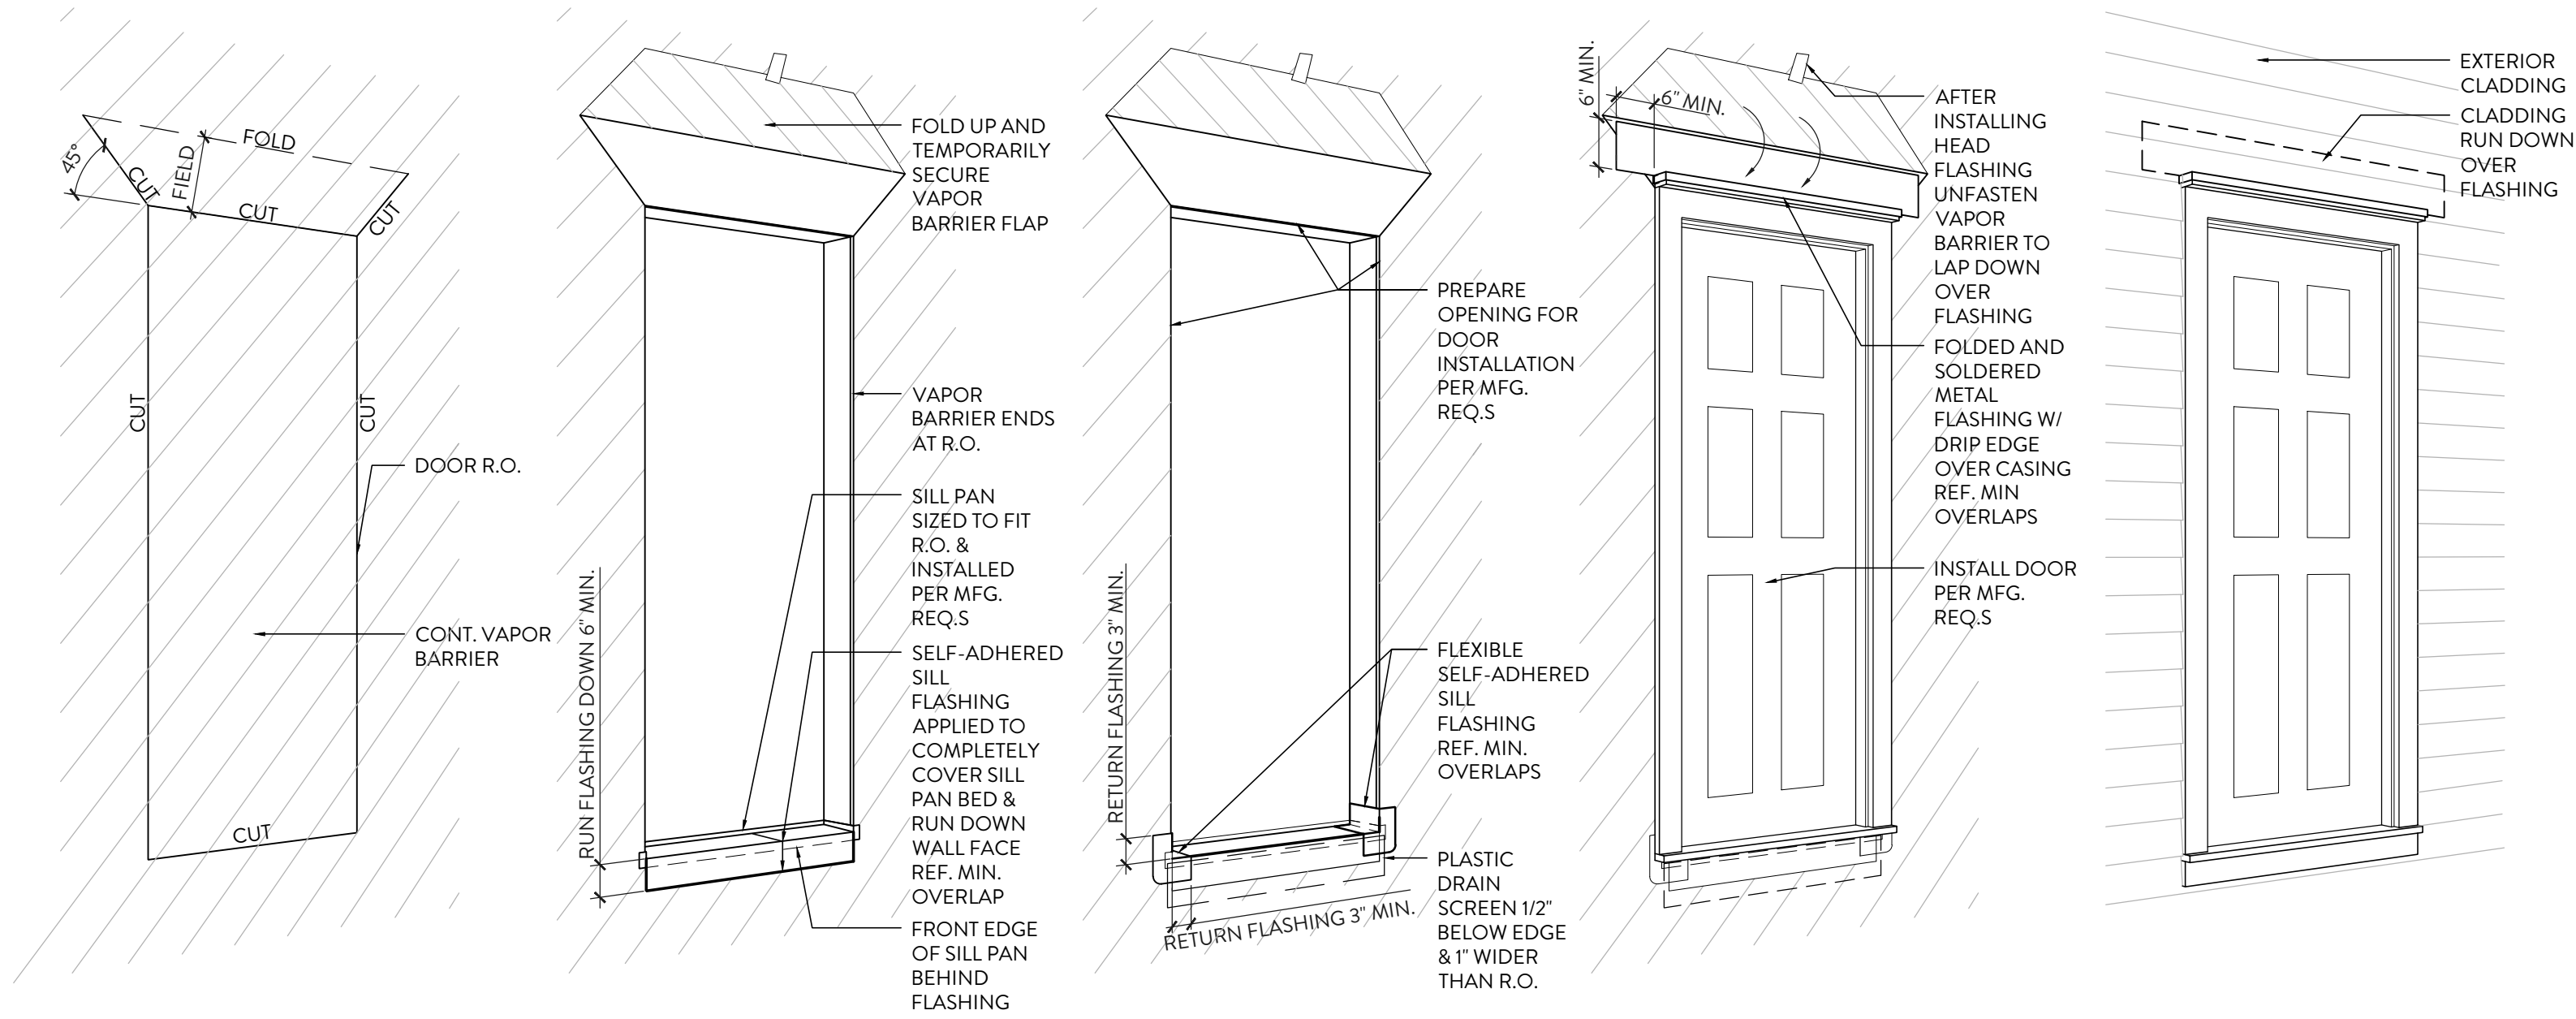 45°
CUT
FIELD
FOLD
CUT
CUT
CUT
CUT
CUT
DOOR R.O.
CONT. VAPOR
BARRIER
FOLD UP AND
TEMPORARILY
SECURE
VAPOR
BARRIER FLAP
VAPOR
BARRIER ENDS
AT R.O.
SILL PAN
SIZED TO FIT
R.O. &
INSTALLED
PER MFG.
REQ.S
SELF-ADHERED
SILL
FLASHING
APPLIED TO
COMPLETELY
COVER SILL
PAN BED &
RUN DOWN
WALL FACE
REF. MIN.
OVERLAP
FRONT EDGE
OF SILL PAN
BEHIND
FLASHING
RUN FLASHING DOWN 6" MIN.
PREPARE
OPENING FOR
DOOR
INSTALLATION
PER MFG.
REQ.S
FLEXIBLE
SELF-ADHERED
SILL
FLASHING
REF. MIN.
OVERLAPS
PLASTIC
DRAIN
SCREEN 1/2"
BELOW EDGE
& 1" WIDER
THAN R.O.
RETURN FLASHING 3" MIN.
RETURN FLASHING 3" MIN.
6" MIN.
6" MIN.
AFTER
INSTALLING
HEAD
FLASHING
UNFASTEN
VAPOR
BARRIER TO
LAP DOWN
OVER
FLASHING
FOLDED AND
SOLDERED
METAL
FLASHING W/
DRIP EDGE
OVER CASING
REF. MIN
OVERLAPS
INSTALL DOOR
PER MFG.
REQ.S
EXTERIOR
CLADDING
CLADDING
RUN DOWN
OVER
FLASHING